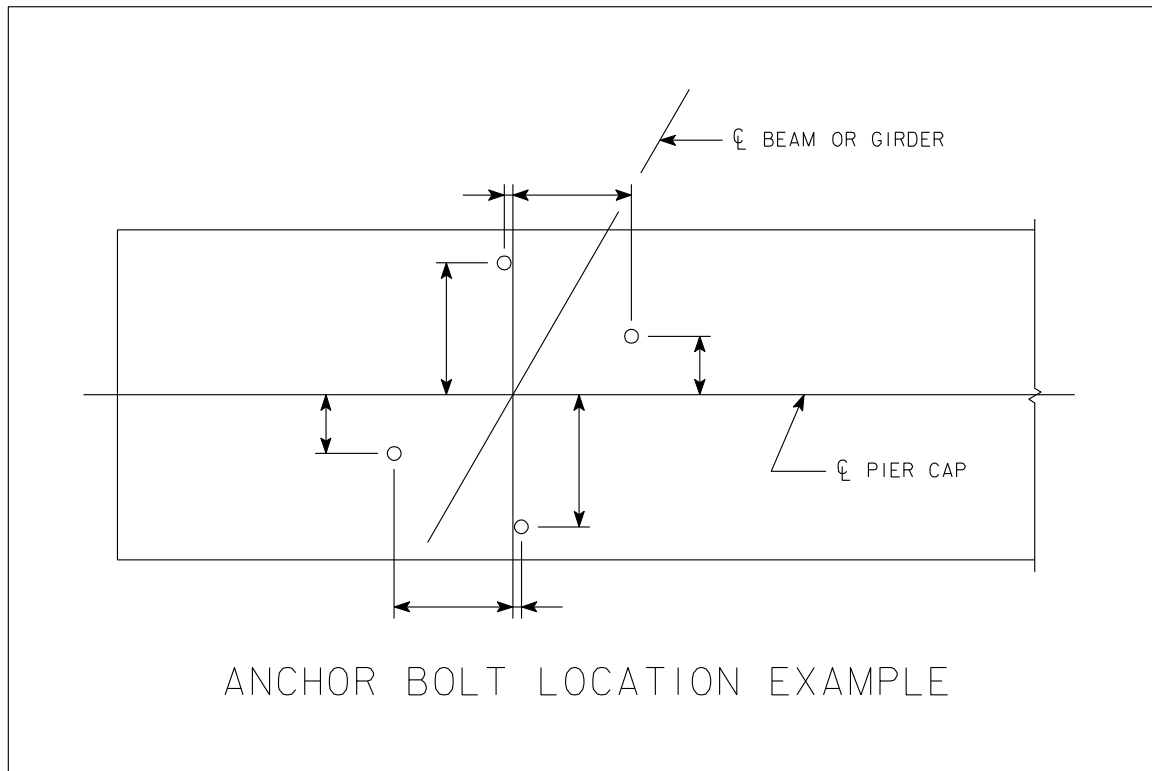 ℄ BEAM OR GIRDER
℄ PIER CAP
ANCHOR BOLT LOCATION EXAMPLE